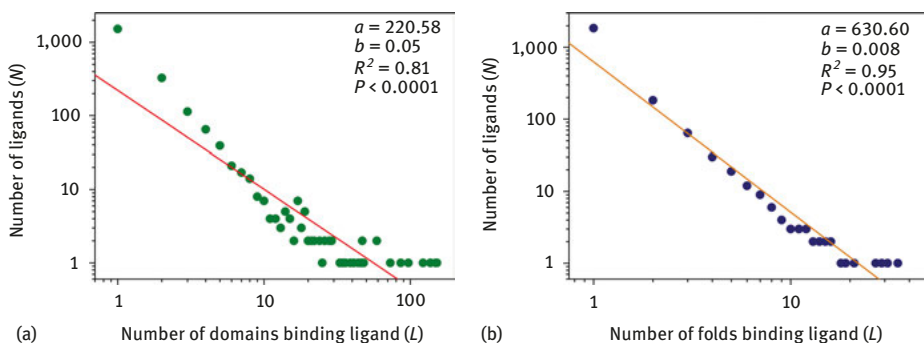 a = 220.58
b = 0.05
R² = 0.81
P < 0.0001
1,000
100
10
1
Number of ligands (N)
1
10
100
(a)
Number of domains binding ligand (L)
a = 630.60
b = 0.008
R² = 0.95
P < 0.0001
1,000
100
10
1
Number of ligands (N)
1
10
(b)
Number of folds binding ligand (L)